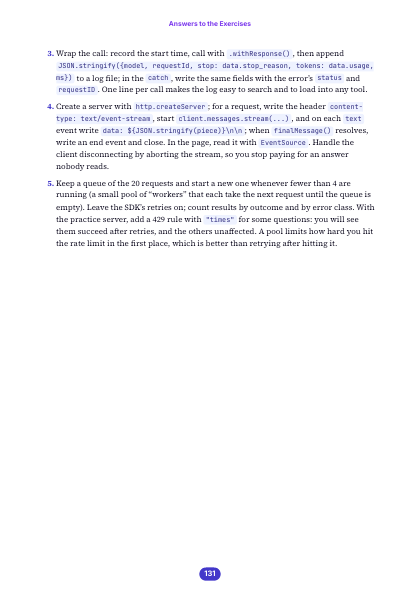 Answers to the Exercises
3. Wrap the call: record the start time, call with .withResponse(), then append
JSON.stringify({model, requestId, stop: data.stop_reason, tokens: data.usage,
ms}) to a log file; in the catch, write the same fields with the error's status and
requestID. One line per call makes the log easy to search and to load into any tool.
4. Create a server with http.createServer; for a request, write the header content-
type: text/event-stream, start client.messages.stream(...), and on each text
event write data: ${JSON.stringify(piece)}\n\n; when finalMessage() resolves,
write an end event and close. In the page, read it with EventSource. Handle the
client disconnecting by aborting the stream, so you stop paying for an answer
nobody reads.
5. Keep a queue of the 20 requests and start a new one whenever fewer than 4 are
running (a small pool of "workers" that each take the next request until the queue is
empty). Leave the SDK's retries on; count results by outcome and by error class. With
the practice server, add a 429 rule with "times" for some questions: you will see
them succeed after retries, and the others unaffected. A pool limits how hard you hit
the rate limit in the first place, which is better than retrying after hitting it.
131